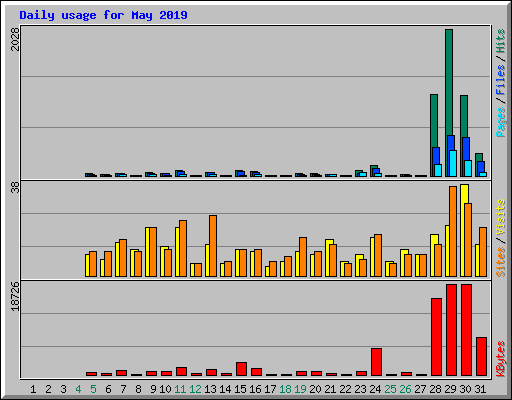 Daily usage for May 2019
2028
38
18726
Pages / Files / Hits
Sites / Visits
KBytes
1 2 3 4 5 6 7 8 9 10 11 12 13 14 15 16 17 18 19 20 21 22 23 24 25 26 27 28 29 30 31